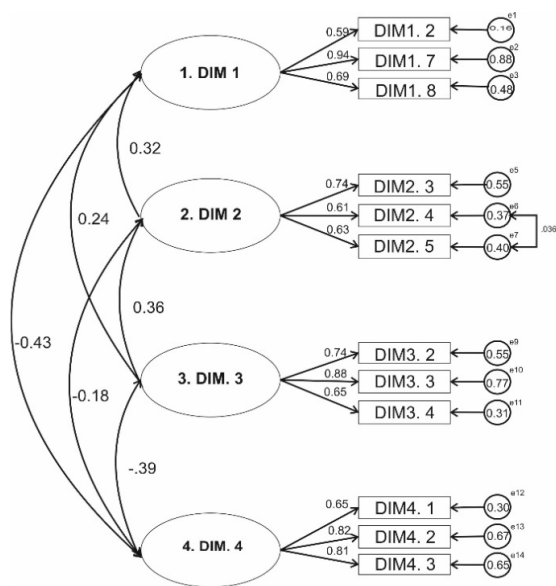 e1
0.59
DIM1. 2
0.16
e2
1. DIM 1
0.94
DIM1. 7
0.88
e3
0.69
DIM1. 8
0.48
0.32
e5
0.74
DIM2. 3
0.55
e6
0.24
2. DIM 2
0.61
DIM2. 4
0.37
.036
e7
0.63
DIM2. 5
0.40
0.36
-0.43
e9
0.74
DIM3. 2
0.55
e10
-0.18
3. DIM. 3
0.88
DIM3. 3
0.77
e11
0.65
DIM3. 4
0.31
-.39
e12
0.65
DIM4. 1
0.30
e13
4. DIM. 4
0.82
DIM4. 2
0.67
e14
0.81
DIM4. 3
0.65